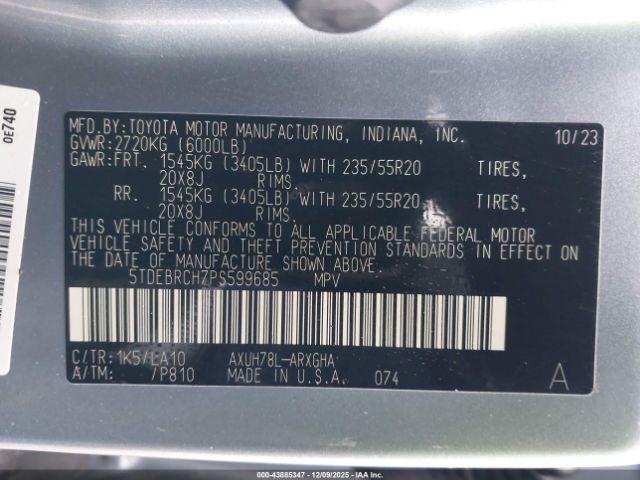 0E740
MFD.BY:TOYOTA MOTOR MANUFACTURING, INDIANA, INC. 10/23
GVWR:2720KG (6000LB)
GAWR:FRT. 1545KG (3405LB) WITH 235/55R20 TIRES,
20X8J RIMS.
RR. 1545KG (3405LB) WITH 235/55R20 TIRES,
20X8J RIMS.
THIS VEHICLE CONFORMS TO ALL APPLICABLE FEDERAL MOTOR
VEHICLE SAFETY AND THEFT PREVENTION STANDARDS IN EFFECT ON
THE DATE OF MANUFACTURE SHOWN ABOVE.
5TDEBRCHZPS599685 MPV
C/TR:1K5/LA10 AXUH78L-ARXGHA
A/TM: /P810 MADE IN U.S.A. 074 A
000-43885347 - 12/09/2025 - IAA Corp.